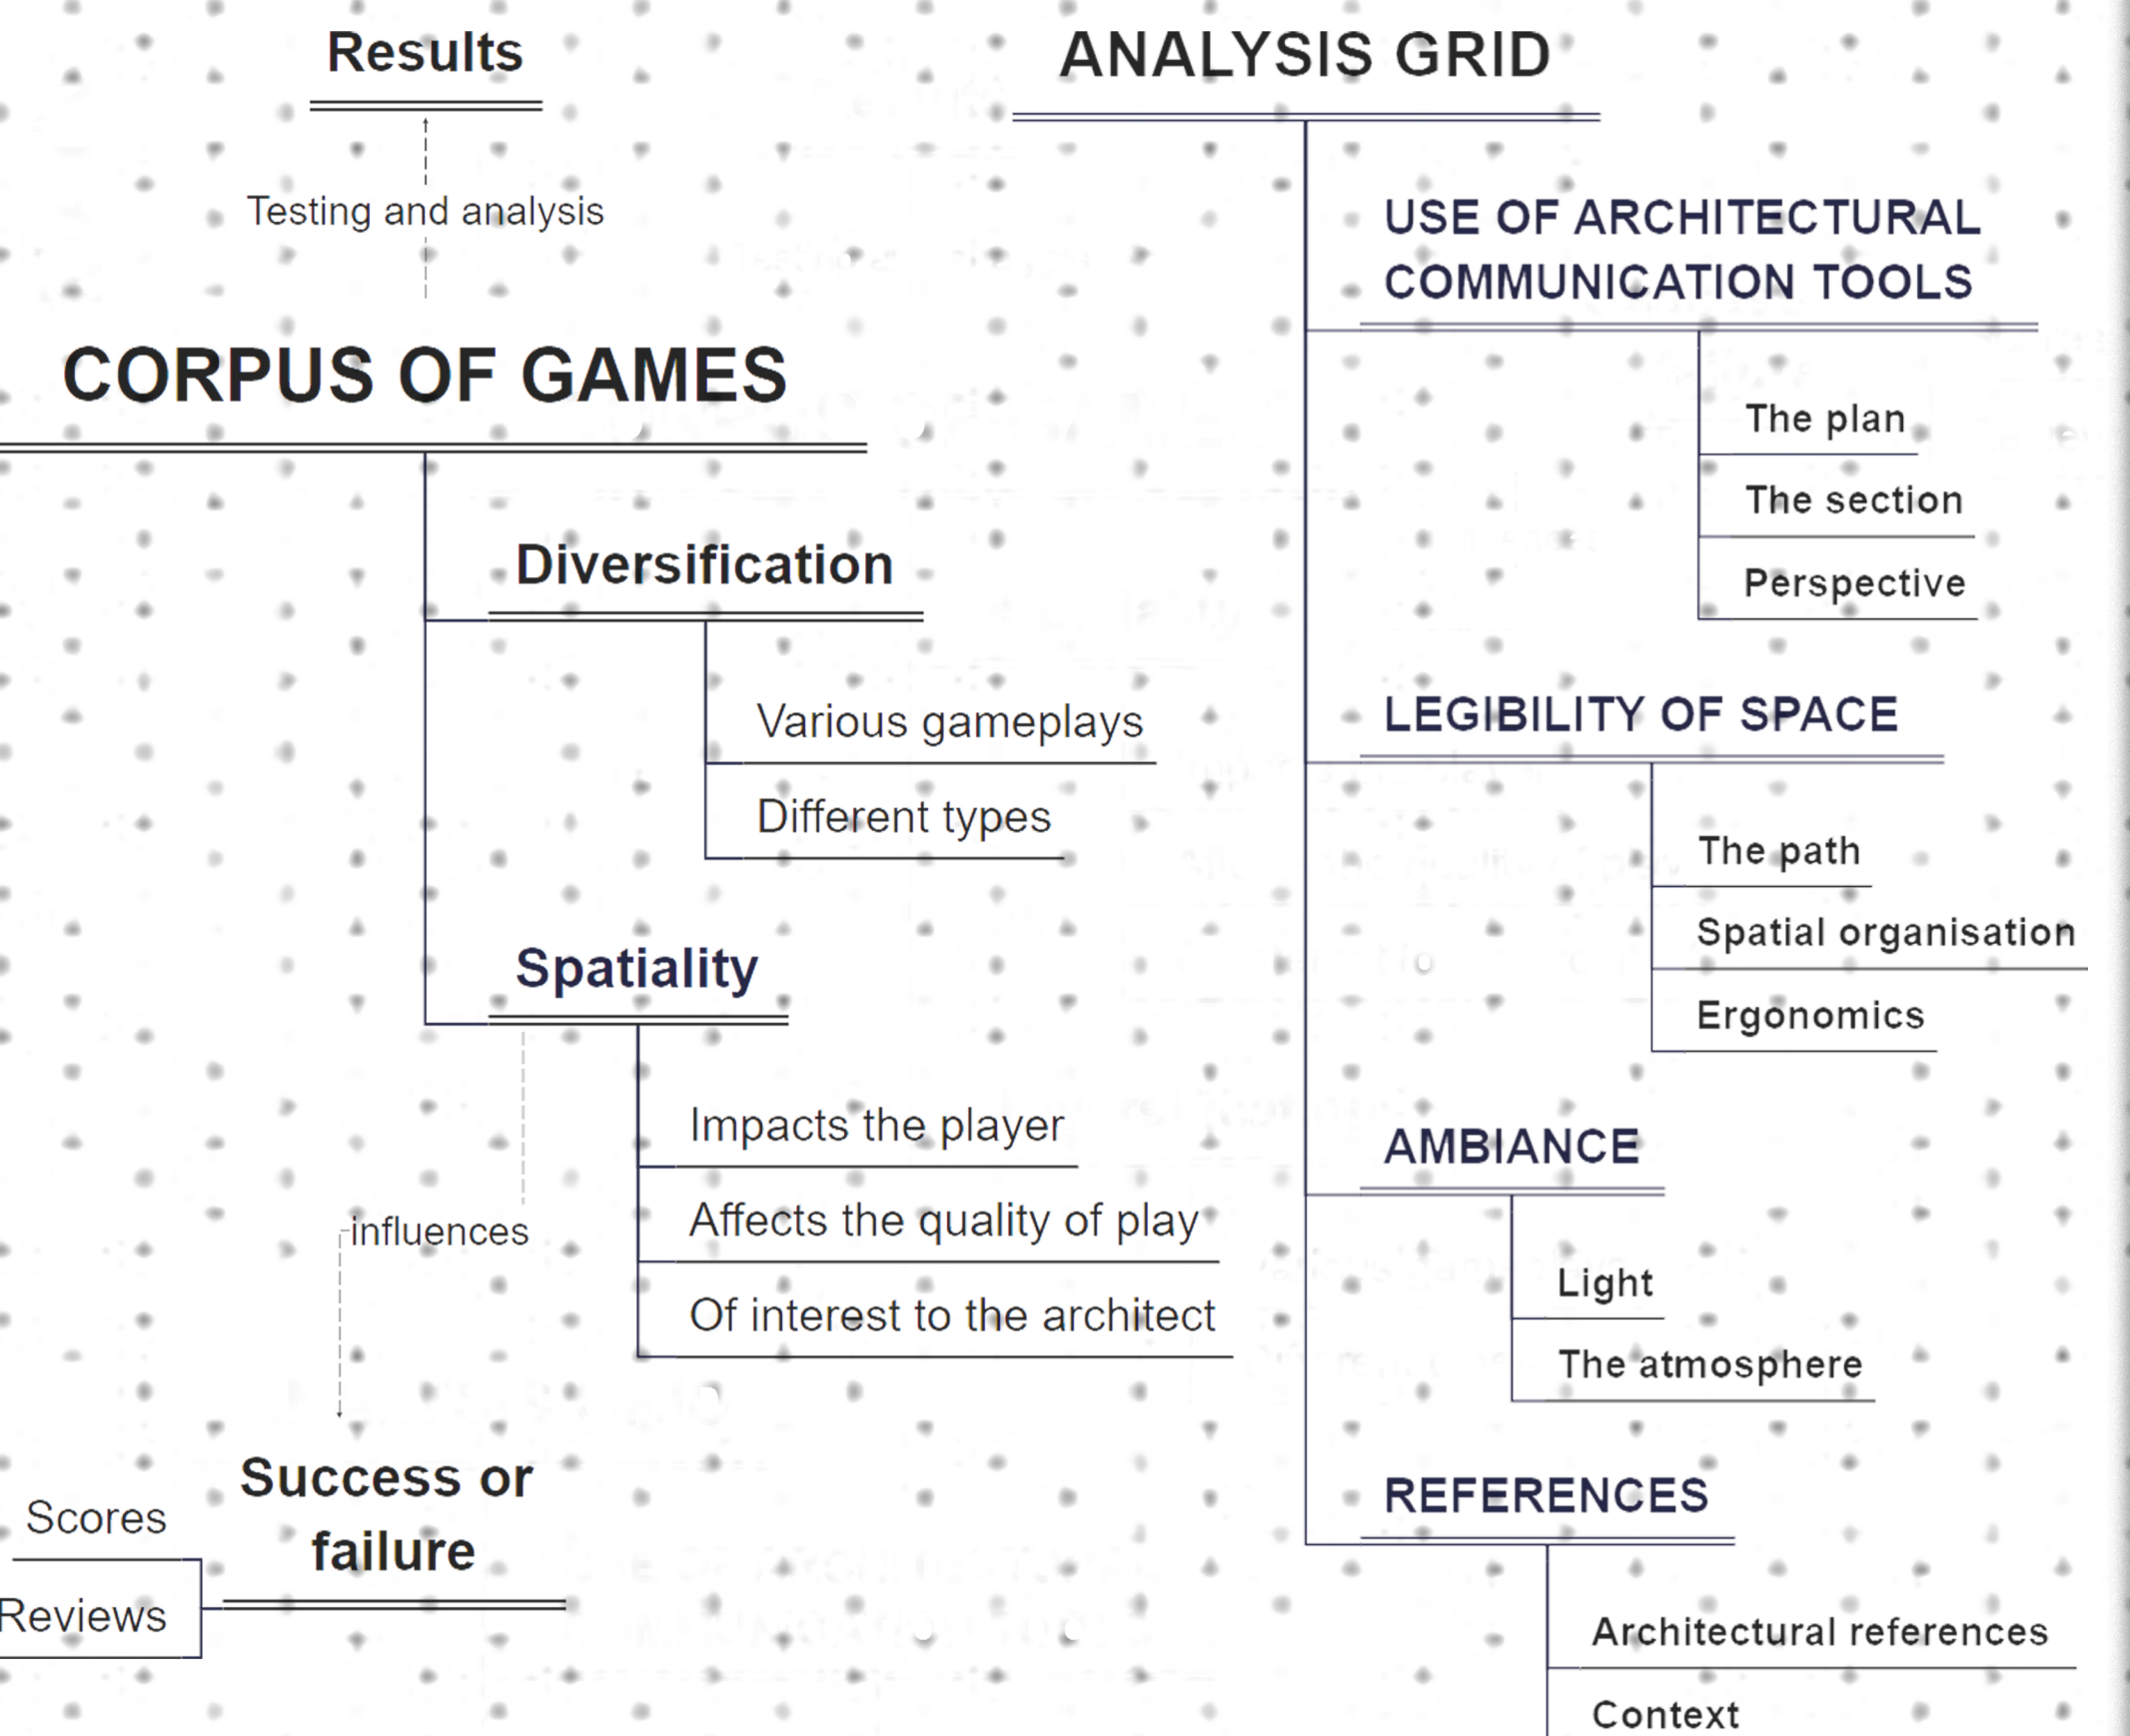 Results
Testing and analysis
CORPUS OF GAMES
Diversification
Various gameplays
Different types
Spatiality
Impacts the player
Affects the quality of play
Of interest to the architect
influences
Success or
failure
Scores
Reviews
ANALYSIS GRID
USE OF ARCHITECTURAL
COMMUNICATION TOOLS
The plan
The section
Perspective
LEGIBILITY OF SPACE
The path
Spatial organisation
Ergonomics
AMBIANCE
Light
The atmosphere
REFERENCES
Architectural references
Context